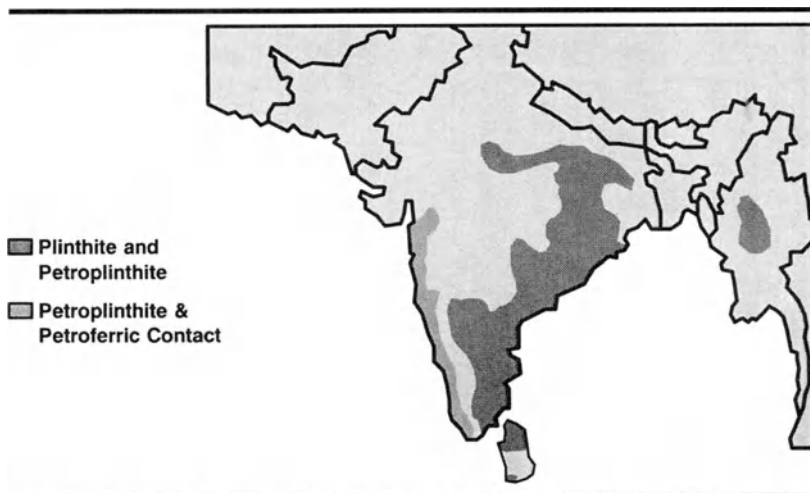 Plinthite and
Petroplinthite
Petroplinthite &
Petroferric Contact